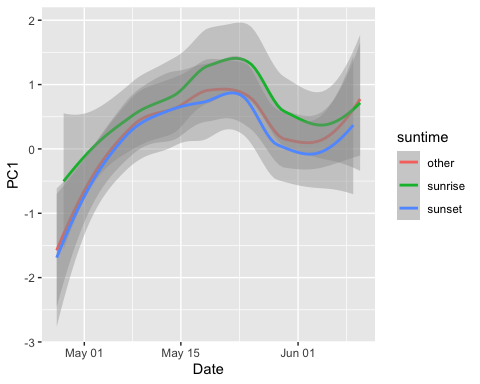 2
1
0
-1
-2
-3
PC1
May 01
May 15
Jun 01
Date
suntime
other
sunrise
sunset